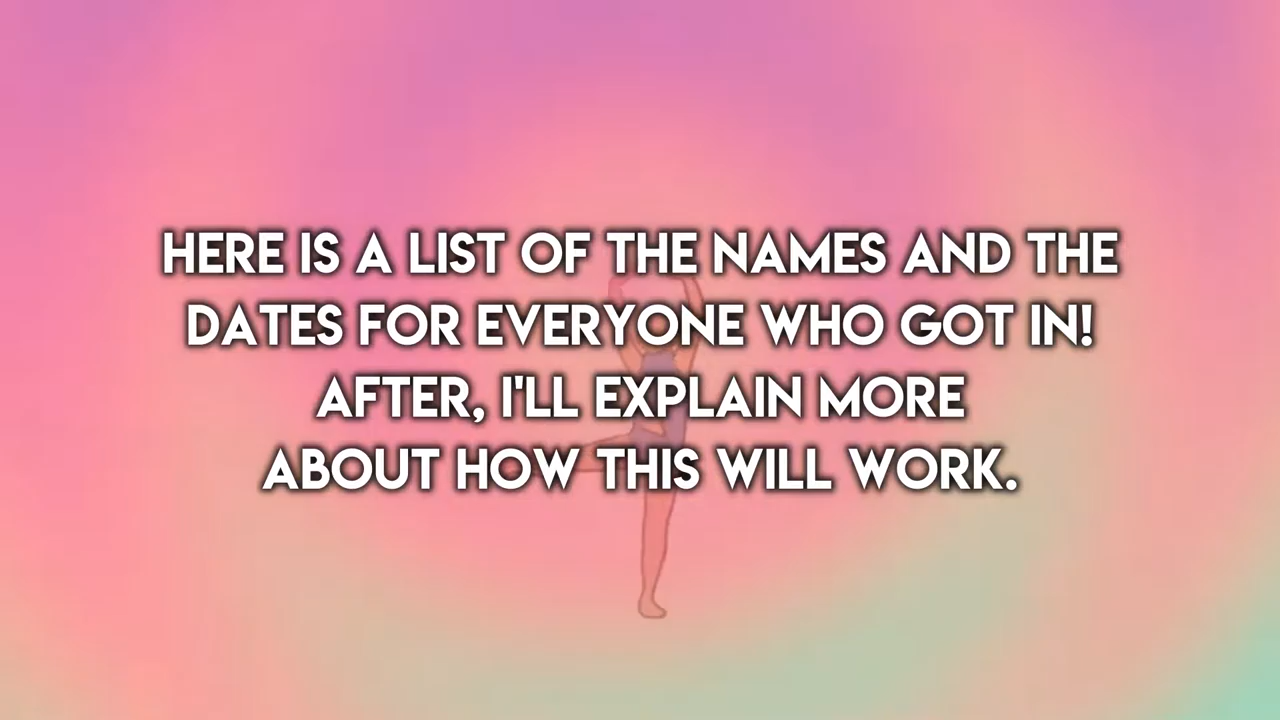 HERE IS A LIST OF THE NAMES AND THE
DATES FOR EVERYONE WHO GOT IN!
AFTER, I'LL EXPLAIN MORE
ABOUT HOW THIS WILL WORK.